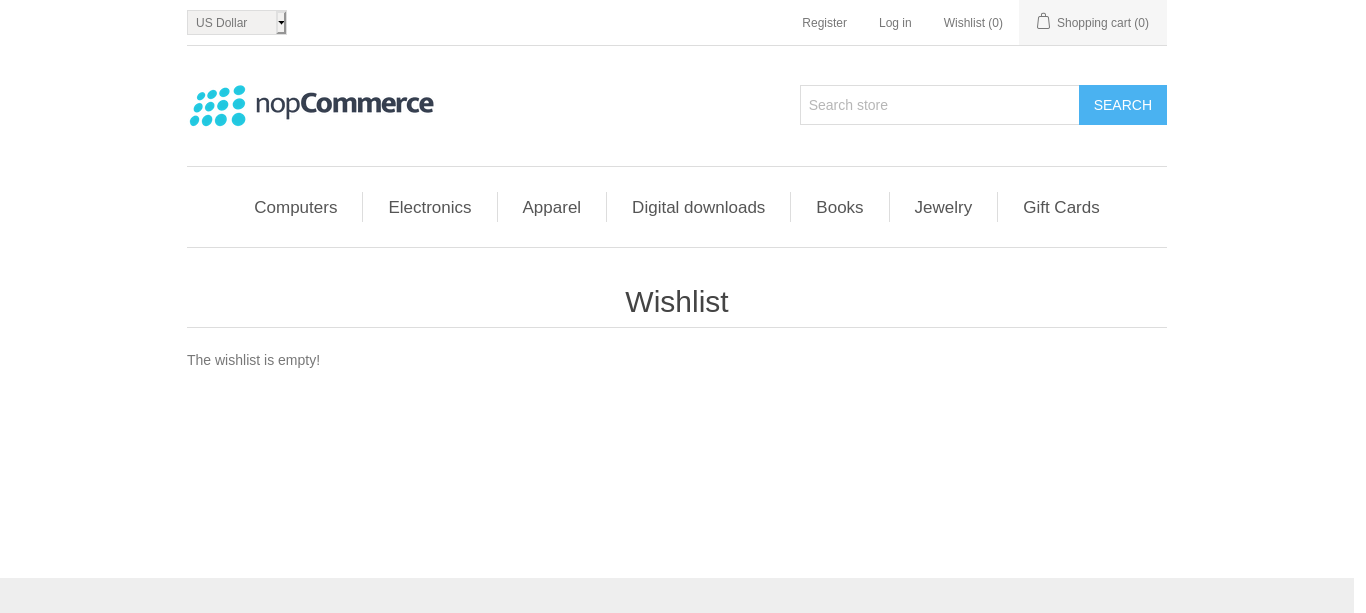 US Dollar
Register
Log in
Wishlist (0)
Shopping cart (0)
nopCommerce
Search store
SEARCH
Computers
Electronics
Apparel
Digital downloads
Books
Jewelry
Gift Cards
Wishlist
The wishlist is empty!